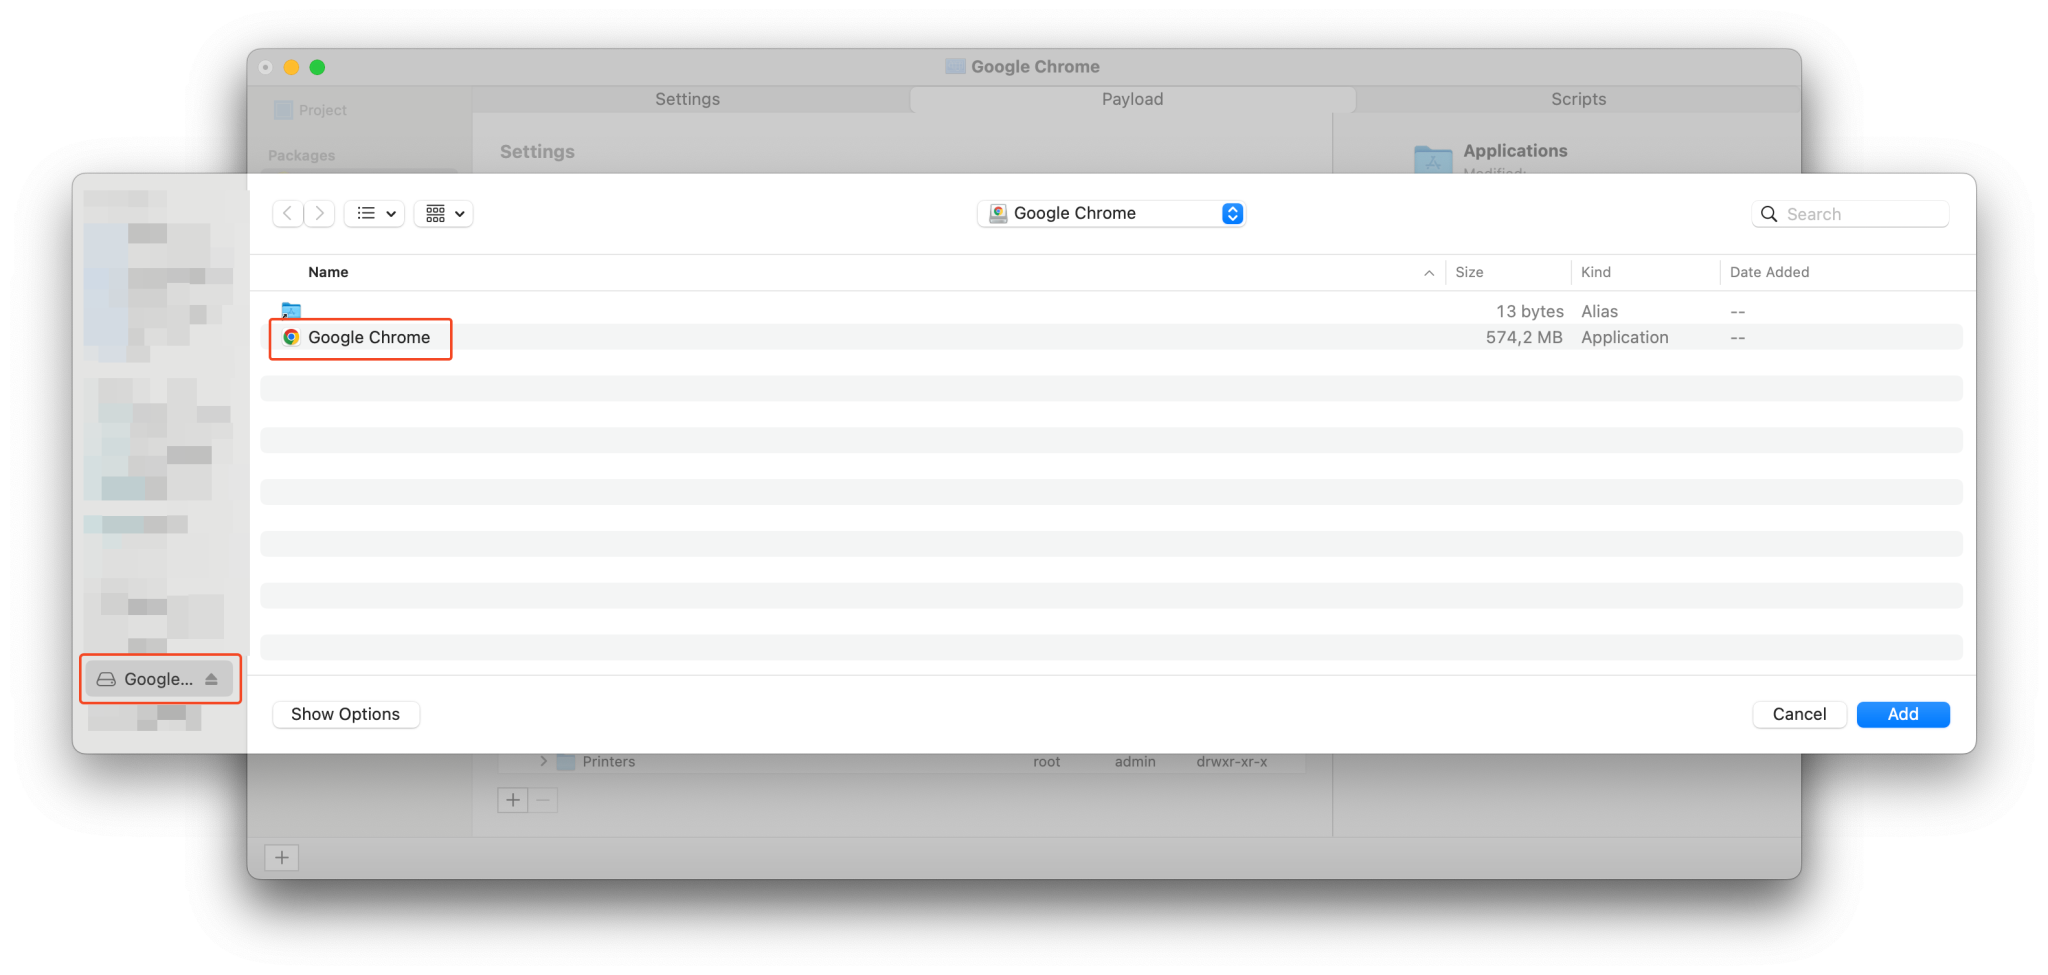 Google Chrome
Project
Settings
Payload
Scripts
Packages
Settings
Applications
Modified:
Google Chrome
Search
Name
Size
Kind
Date Added
13 bytes
Alias
--
Google Chrome
574,2 MB
Application
--
Google...
Show Options
Cancel
Add
Printers
root
admin
drwxr-xr-x